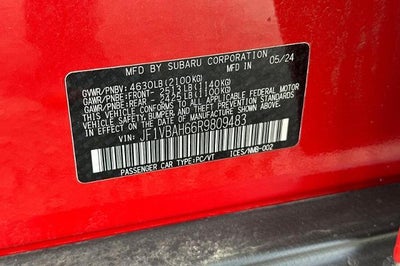 MFD BY SUBARU CORPORATION 05/24
GVWR/PNBV: 4630LB(2100KG)
GAWR/PNBE:FRONT- 2513LB(1140KG)
GAWR/PNBE:REAR - 2425LB(1100KG)
THIS VEHICLE CONFORMS TO ALL APPLICABLE FEDERAL MOTOR
VEHICLE SAFETY, BUMPER, AND THEFT PREVENTION STANDARDS
IN EFFECT ON THE DATE OF MANUFACTURE SHOWN ABOVE.
VIN: JF1VBAH66R9809483
PASSENGER CAR TYPE:PC/VT ICES/NMB-002